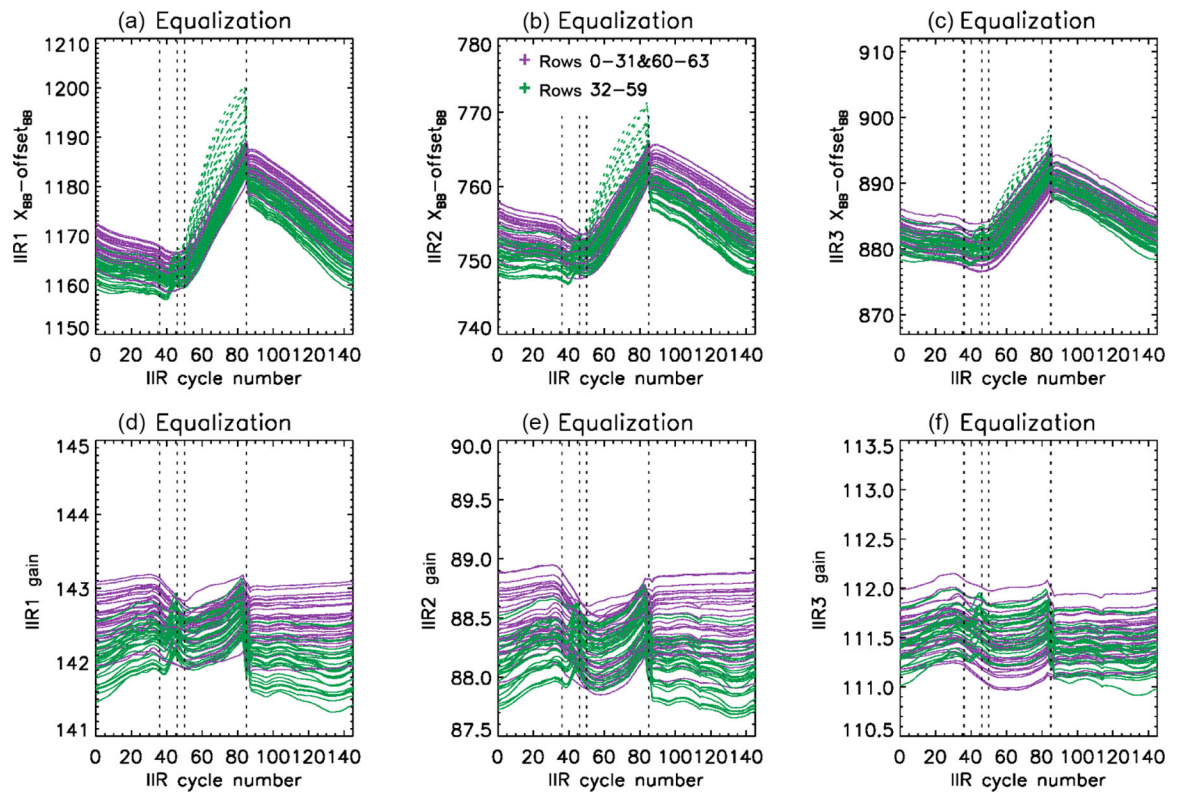 (a) Equalization
1210
1200
1190
1180
1170
1160
1150
IIR1 X_BB-offset_BB
0 20 40 60 80 100120140
IIR cycle number
(b) Equalization
780
770
760
750
740
IIR2 X_BB-offset_BB
+ Rows 0-31&60-63
+ Rows 32-59
0 20 40 60 80 100120140
IIR cycle number
(c) Equalization
910
900
890
880
870
IIR3 X_BB-offset_BB
0 20 40 60 80 100120140
IIR cycle number
(d) Equalization
145
144
143
142
141
IIR1 gain
0 20 40 60 80 100120140
IIR cycle number
(e) Equalization
90.0
89.5
89.0
88.5
88.0
87.5
IIR2 gain
0 20 40 60 80 100120140
IIR cycle number
(f) Equalization
113.5
113.0
112.5
112.0
111.5
111.0
110.5
IIR3 gain
0 20 40 60 80 100120140
IIR cycle number